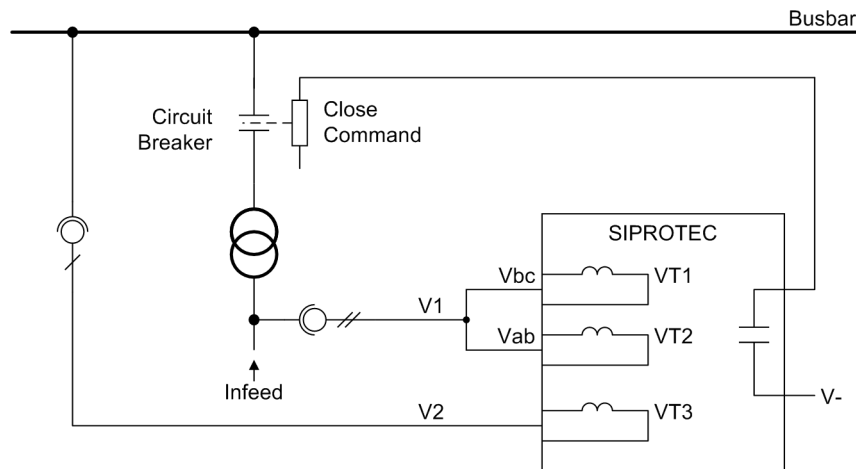 Busbar
Circuit
Breaker
Close
Command
SIPROTEC
Vbc
VT1
V1
Vab
VT2
Infeed
V2
VT3
V-